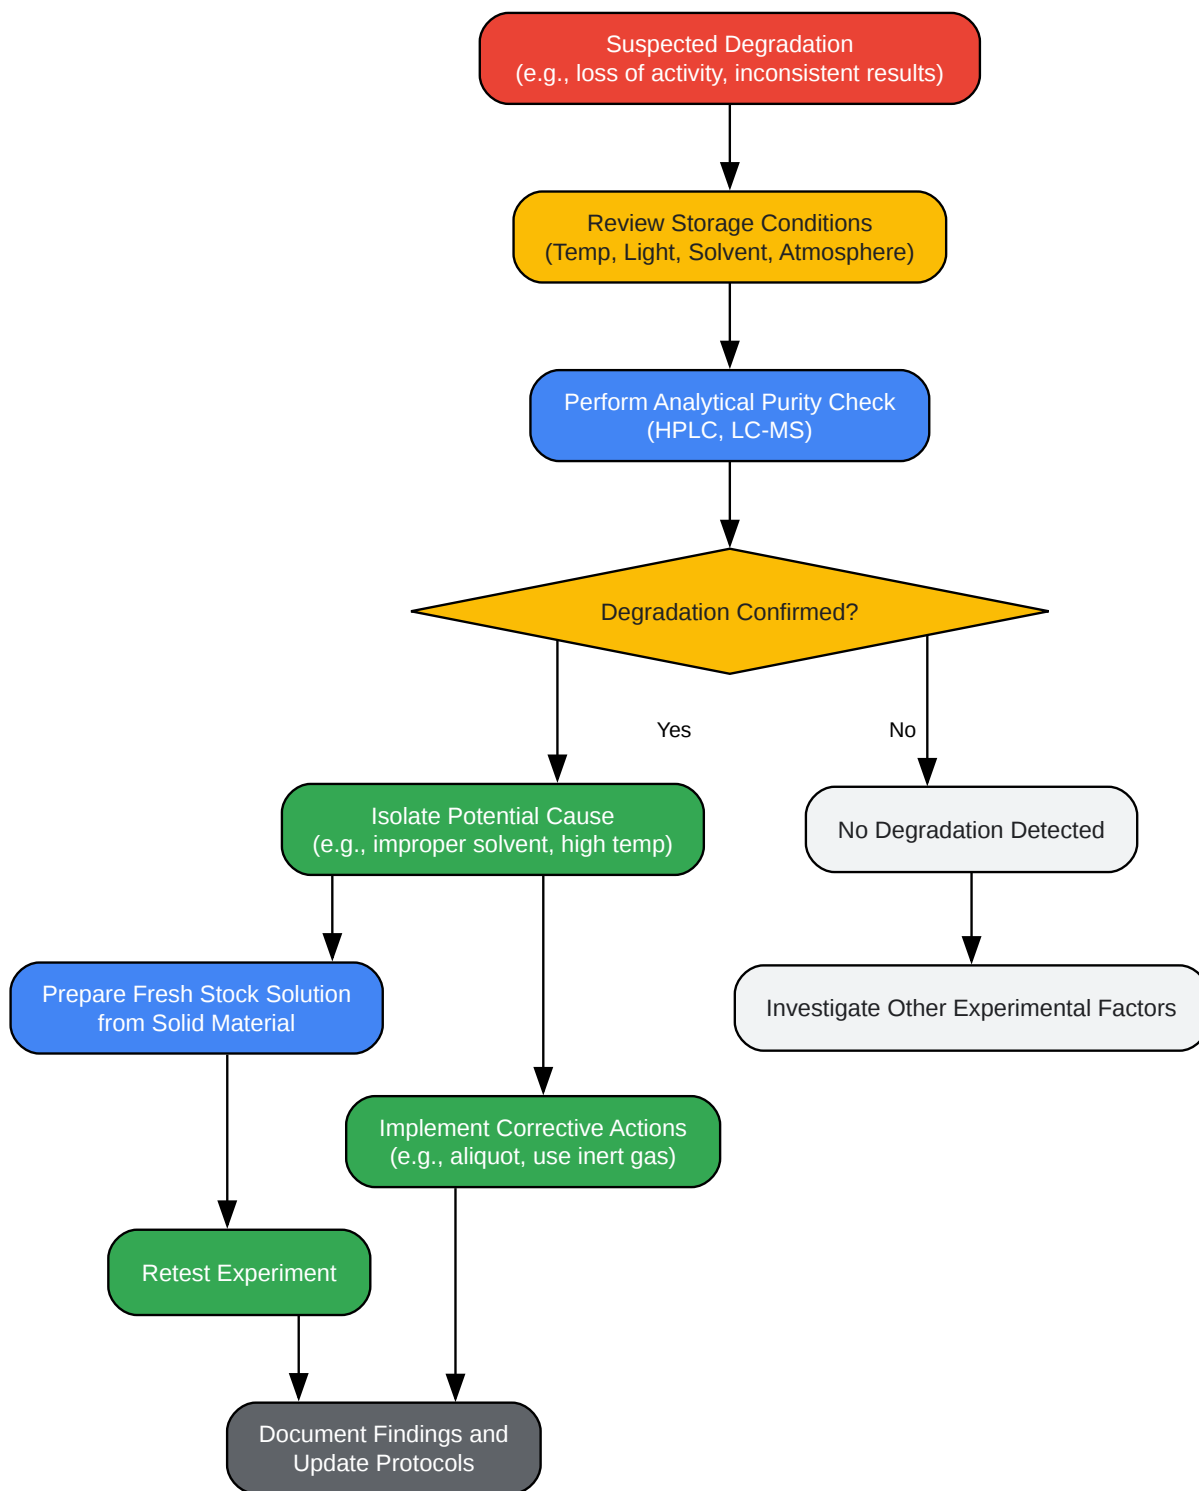 Suspected Degradation
(e.g., loss of activity, inconsistent results)
Review Storage Conditions
(Temp, Light, Solvent, Atmosphere)
Perform Analytical Purity Check
(HPLC, LC-MS)
Degradation Confirmed?
Yes
No
Isolate Potential Cause
(e.g., improper solvent, high temp)
No Degradation Detected
Prepare Fresh Stock Solution
from Solid Material
Investigate Other Experimental Factors
Implement Corrective Actions
(e.g., aliquot, use inert gas)
Retest Experiment
Document Findings and
Update Protocols